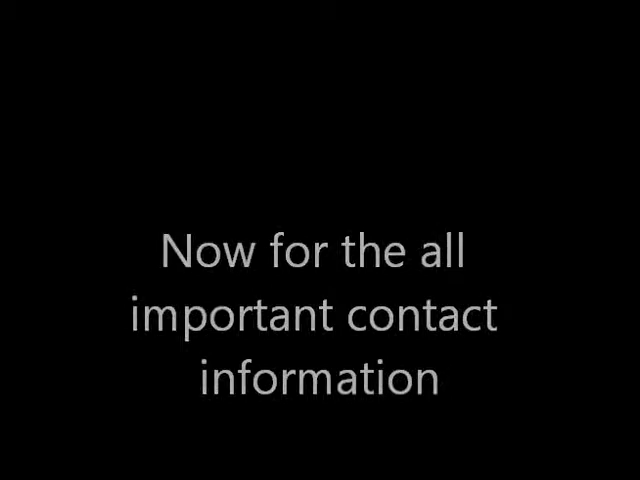 Now for the all
important contact
information